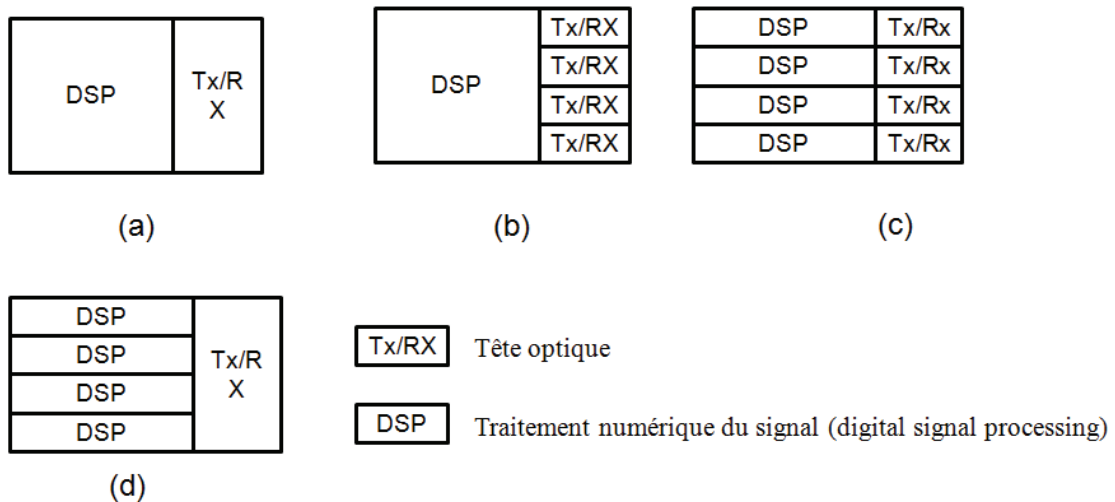 DSP
Tx/R
X
(a)
DSP
Tx/RX
Tx/RX
Tx/RX
Tx/RX
(b)
DSP Tx/Rx
DSP Tx/Rx
DSP Tx/Rx
DSP Tx/Rx
(c)
DSP
DSP
DSP
DSP
Tx/R
X
(d)
Tx/RX Tête optique
DSP Traitement numérique du signal (digital signal processing)